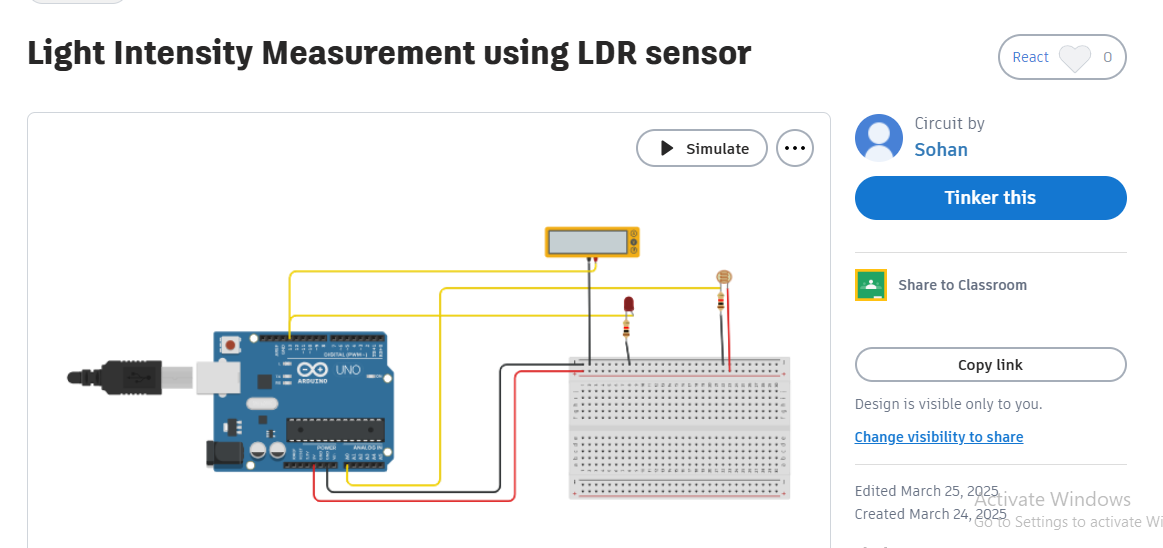 Light Intensity Measurement using LDR sensor
React 0
Simulate
Circuit by
Sohan
Tinker this
Share to Classroom
DIGITAL (PWM~)
UNO
ARDUINO
POWER
ANALOG IN
Copy link
Design is visible only to you.
Change visibility to share
Edited March 25, 2025
Created March 24, 2025
Activate Windows
Go to Settings to activate Wi